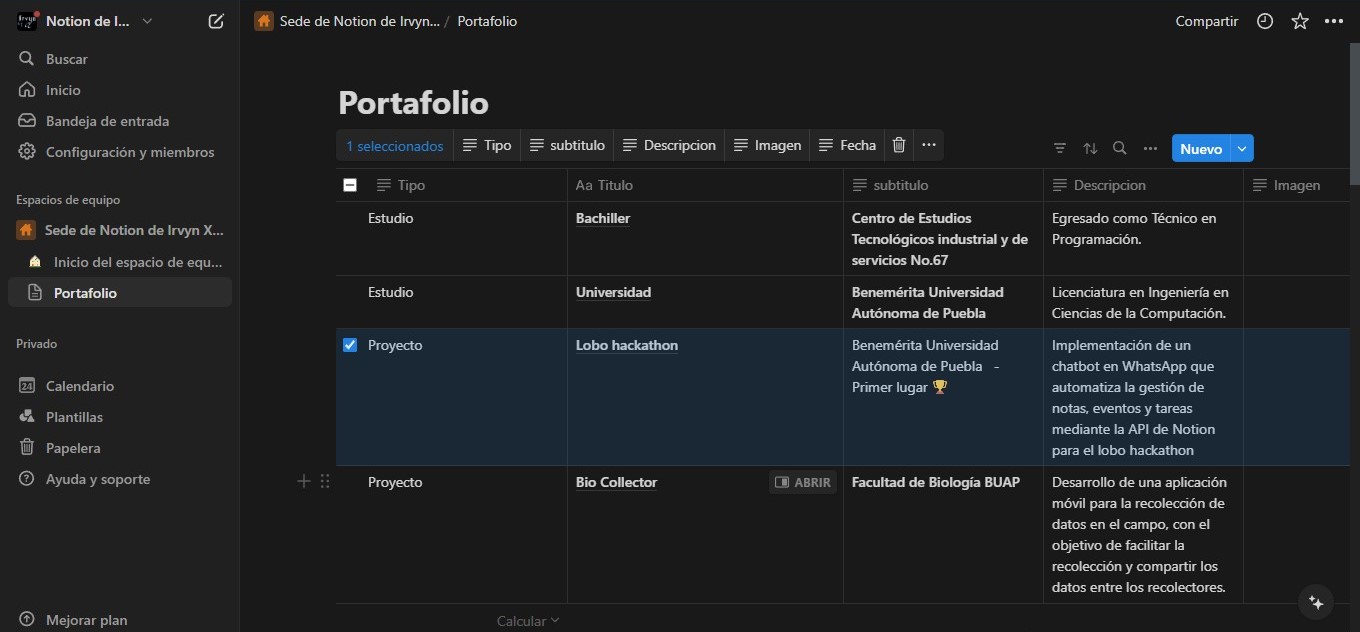 Notion de I...
Buscar
Inicio
Bandeja de entrada
Configuración y miembros
Espacios de equipo
Sede de Notion de Irvyn X...
Inicio del espacio de equ...
Portafolio
Privado
24
Calendario
Plantillas
Papelera
Ayuda y soporte
Mejorar plan
Sede de Notion de Irvyn... / Portafolio
Compartir
Portafolio
1 seleccionados Tipo subtitulo Descripcion Imagen Fecha
Nuevo
Tipo Aa Titulo subtitulo Descripcion Imagen
Estudio
Bachiller
Centro de Estudios
Tecnológicos industrial y de
servicios No.67
Egresado como Técnico en
Programación.
Estudio
Universidad
Benemérita Universidad
Autónoma de Puebla
Licenciatura en Ingeniería en
Ciencias de la Computación.
Proyecto
Lobo hackathon
Benemérita Universidad
Autónoma de Puebla -
Primer lugar 🏆
Implementación de un
chatbot en WhatsApp que
automatiza la gestión de
notas, eventos y tareas
mediante la API de Notion
para el lobo hackathon
Proyecto
Bio Collector
ABRIR
Facultad de Biología BUAP
Desarrollo de una aplicación
móvil para la recolección de
datos en el campo, con el
objetivo de facilitar la
recolección y compartir los
datos entre los recolectores.
Calcular